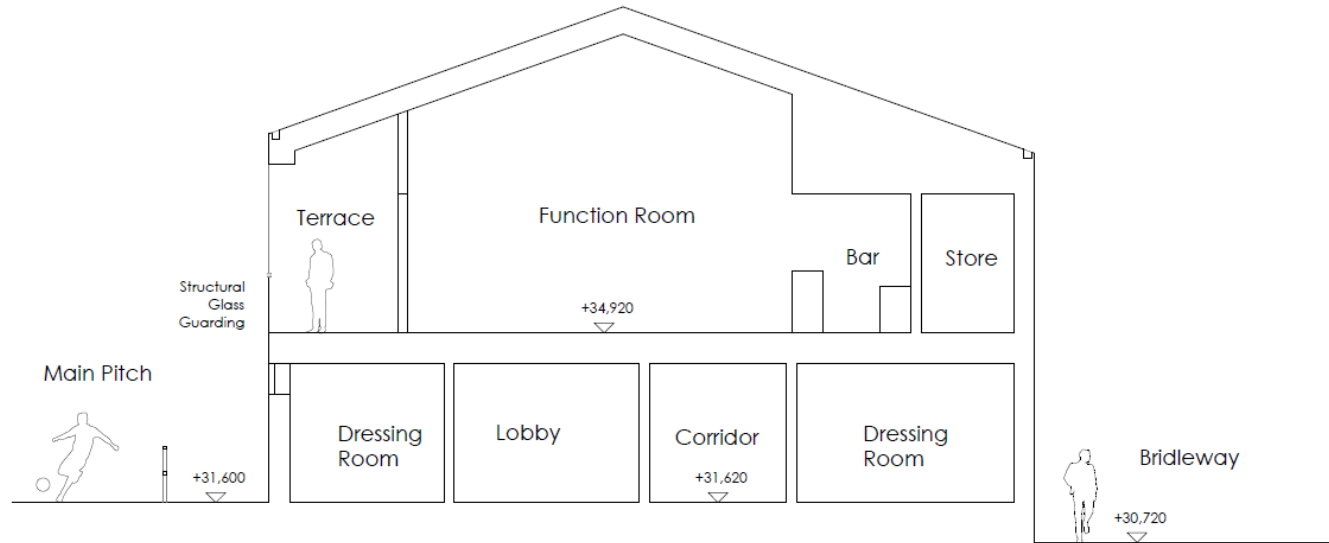 Terrace
Function Room
Bar
Store
Structural
Glass
Guarding
+34,920
Main Pitch
Dressing
Room
Lobby
Corridor
Dressing
Room
Bridleway
+31,600
+31,620
+30,720